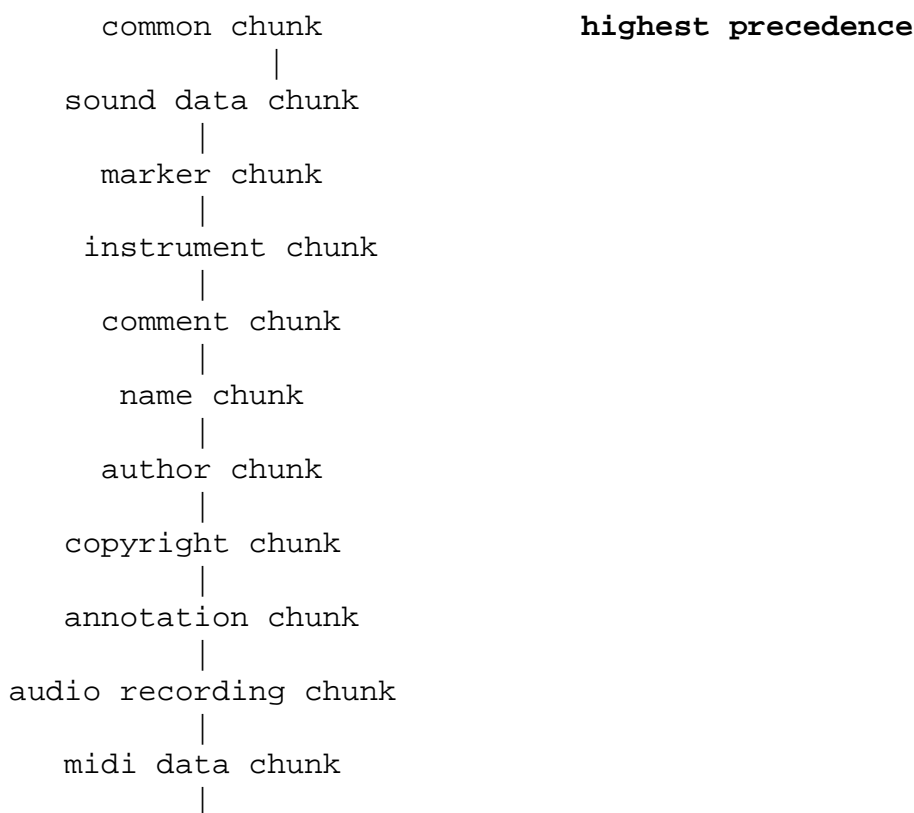 common chunk highest precedence
|
sound data chunk
|
marker chunk
|
instrument chunk
|
comment chunk
|
name chunk
|
author chunk
|
copyright chunk
|
annotation chunk
|
audio recording chunk
|
midi data chunk
|